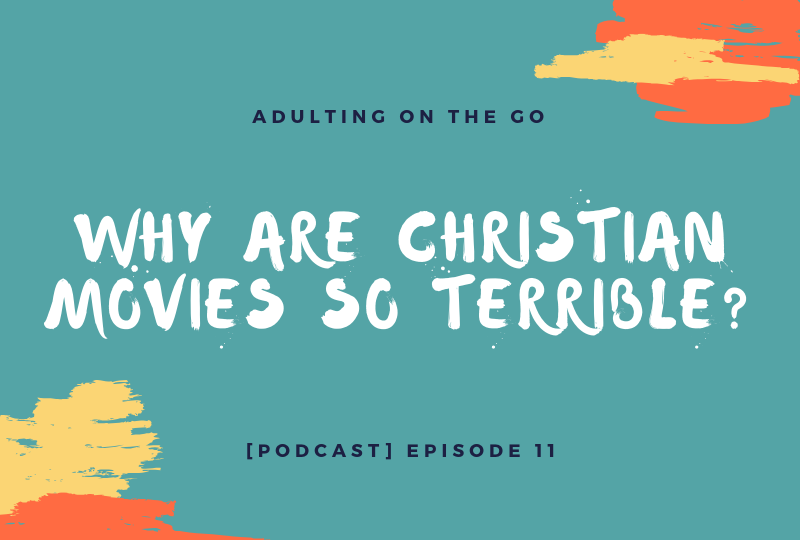 ADULTING ON THE GO
WHY ARE CHRISTIAN
MOVIES SO TERRIBLE?
[PODCAST] EPISODE 11